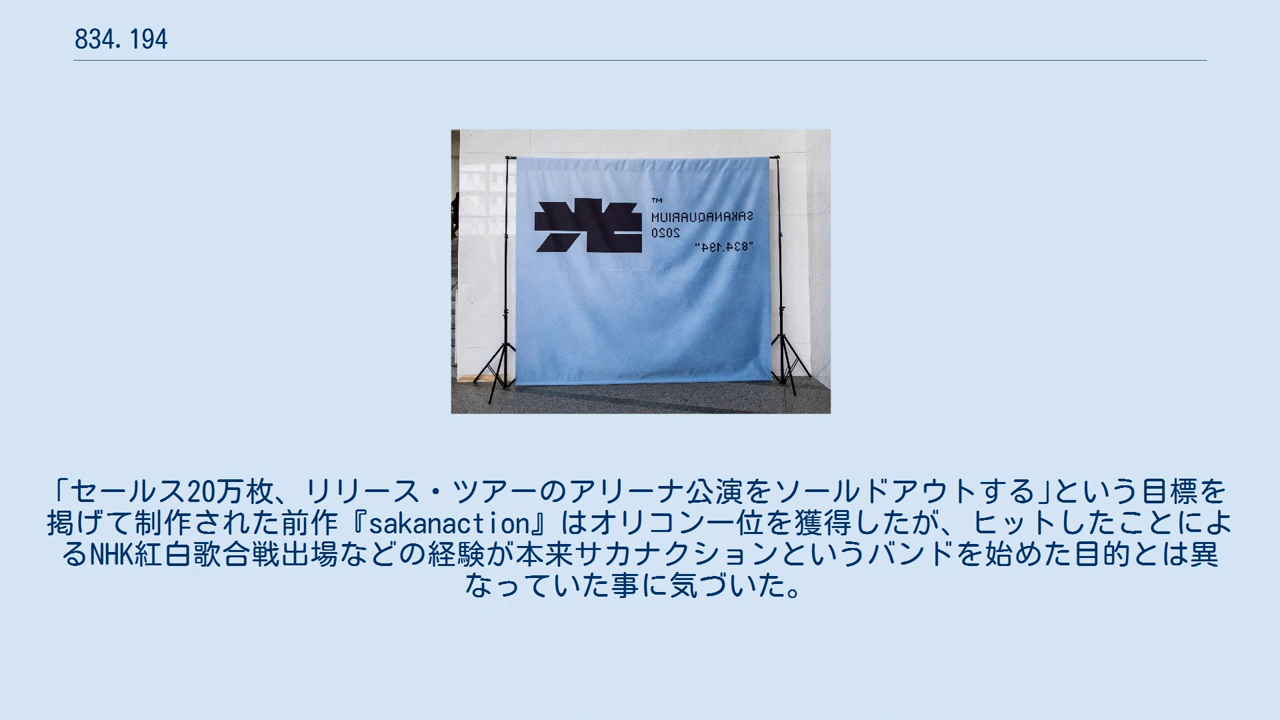 834.194
光
MT
SAKANAQUARIUM
2020
"834.194"
「セールス20万枚、リリース・ツアーのアリーナ公演をソールドアウトする」という目標を
掲げて制作された前作『sakanaction』はオリコン一位を獲得したが、ヒットしたことによ
るNHK紅白歌合戦出場などの経験が本来サカナクションというバンドを始めた目的とは異
なっていた事に気づいた。